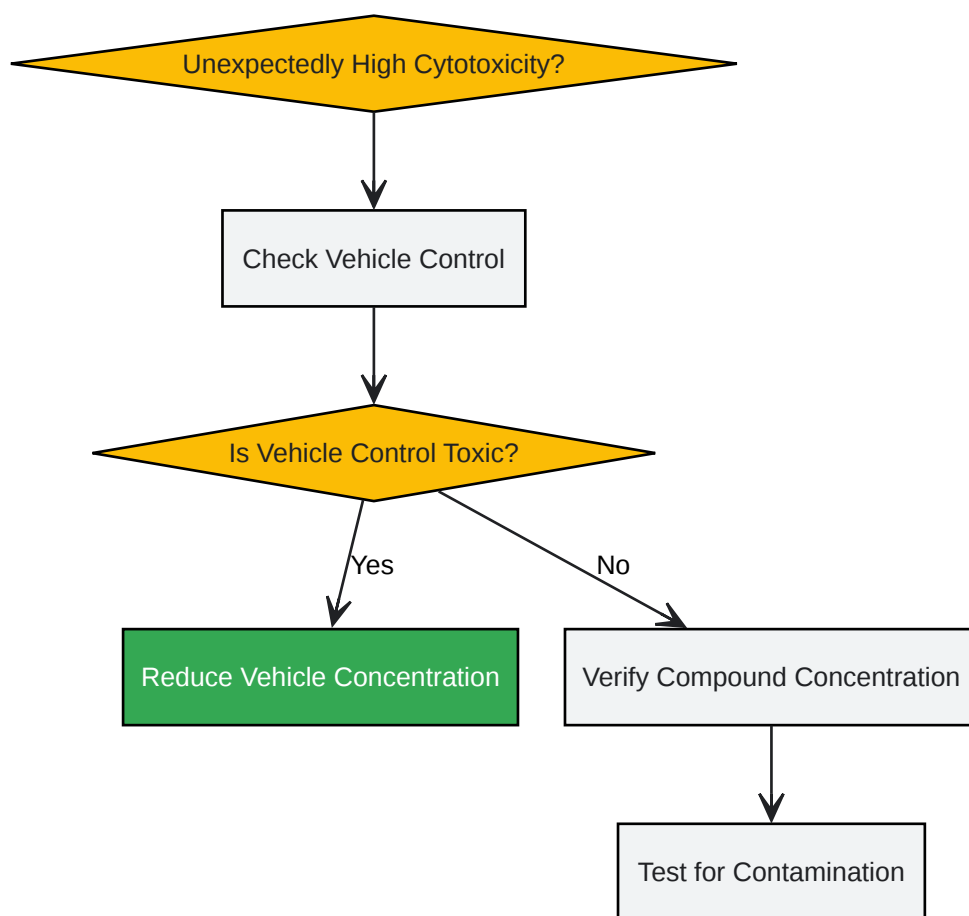 Unexpectedly High Cytotoxicity?
Check Vehicle Control
Is Vehicle Control Toxic?
Yes
No
Reduce Vehicle Concentration
Verify Compound Concentration
Test for Contamination